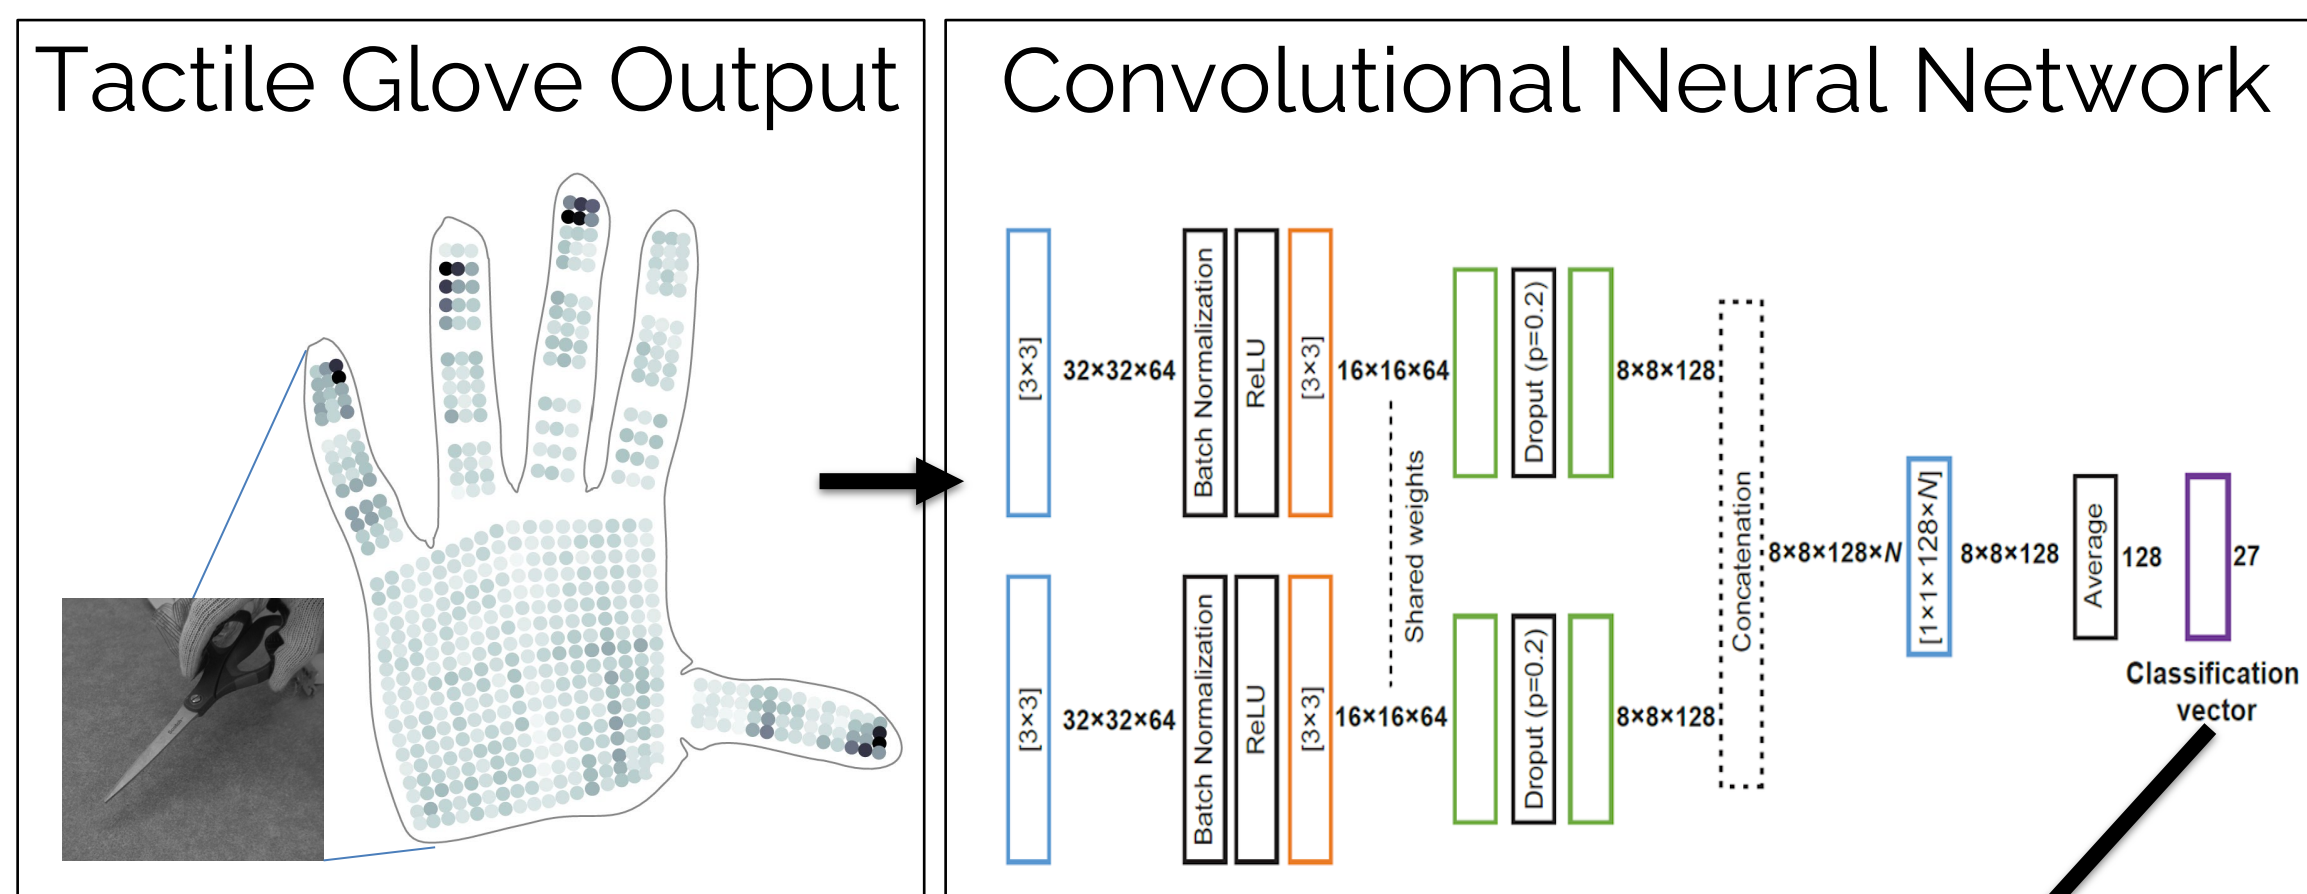 Tactile Glove Output
Convolutional Neural Network
[3×3]
32×32×64
Batch Normalization
ReLU
[3×3]
16×16×64
Droput (p=0.2)
8×8×128
Shared weights
[3×3]
32×32×64
Batch Normalization
ReLU
[3×3]
16×16×64
Droput (p=0.2)
8×8×128
Concatenation
8×8×128×N
[1×1×128×N]
8×8×128
Average
128
27
Classification
vector